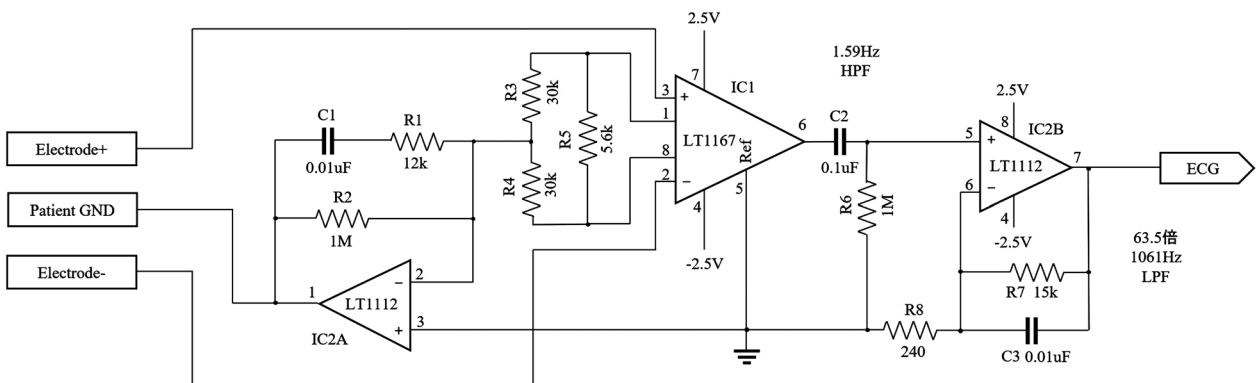 2.5V
1.59Hz
HPF
7
IC1
R3
30k
3
+
2.5V
C1
R1
1
8
IC2B
R5
5.6k
6
C2
5
+
Electrode+
0.01uF
12k
LT1167
Ref
LT1112
7
ECG
8
0.1uF
R4
30k
2
−
5
6
−
R2
R6
1M
Patient GND
1M
4
4
-2.5V
63.5倍
1061Hz
LPF
-2.5V
Electrode-
2
−
1
LT1112
R7 15k
+
3
R8
IC2A
240
C3 0.01uF